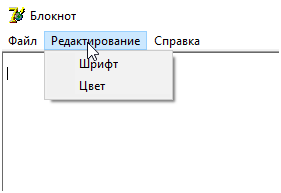 Блокнот
Файл Редактирование Справка
Шрифт
Цвет